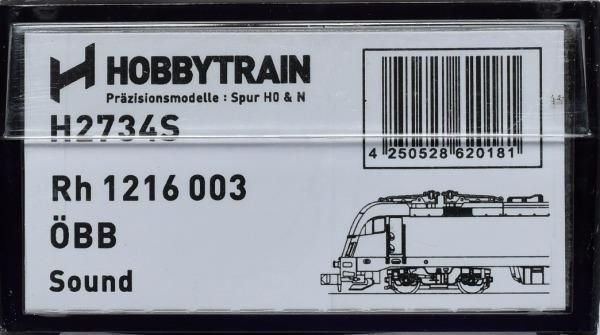 HOBBYTRAIN
Präzisionsmodelle : Spur H0 & N
H2734S
4 250528 620181
Rh 1216 003
ÖBB
Sound